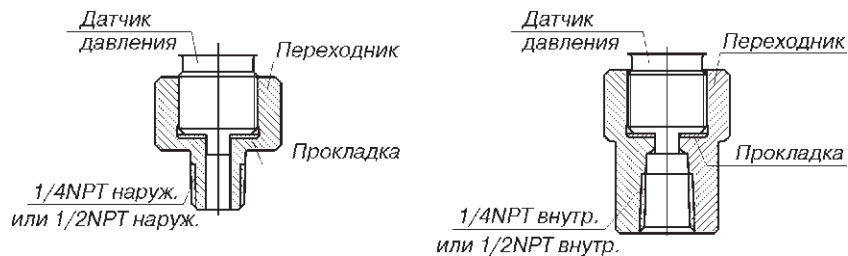 Датчик
давления
Переходник
Прокладка
1/4NPT наруж.
или 1/2NPT наруж.
Датчик
давления
Переходник
Прокладка
1/4NPT внутр.
или 1/2NPT внутр.